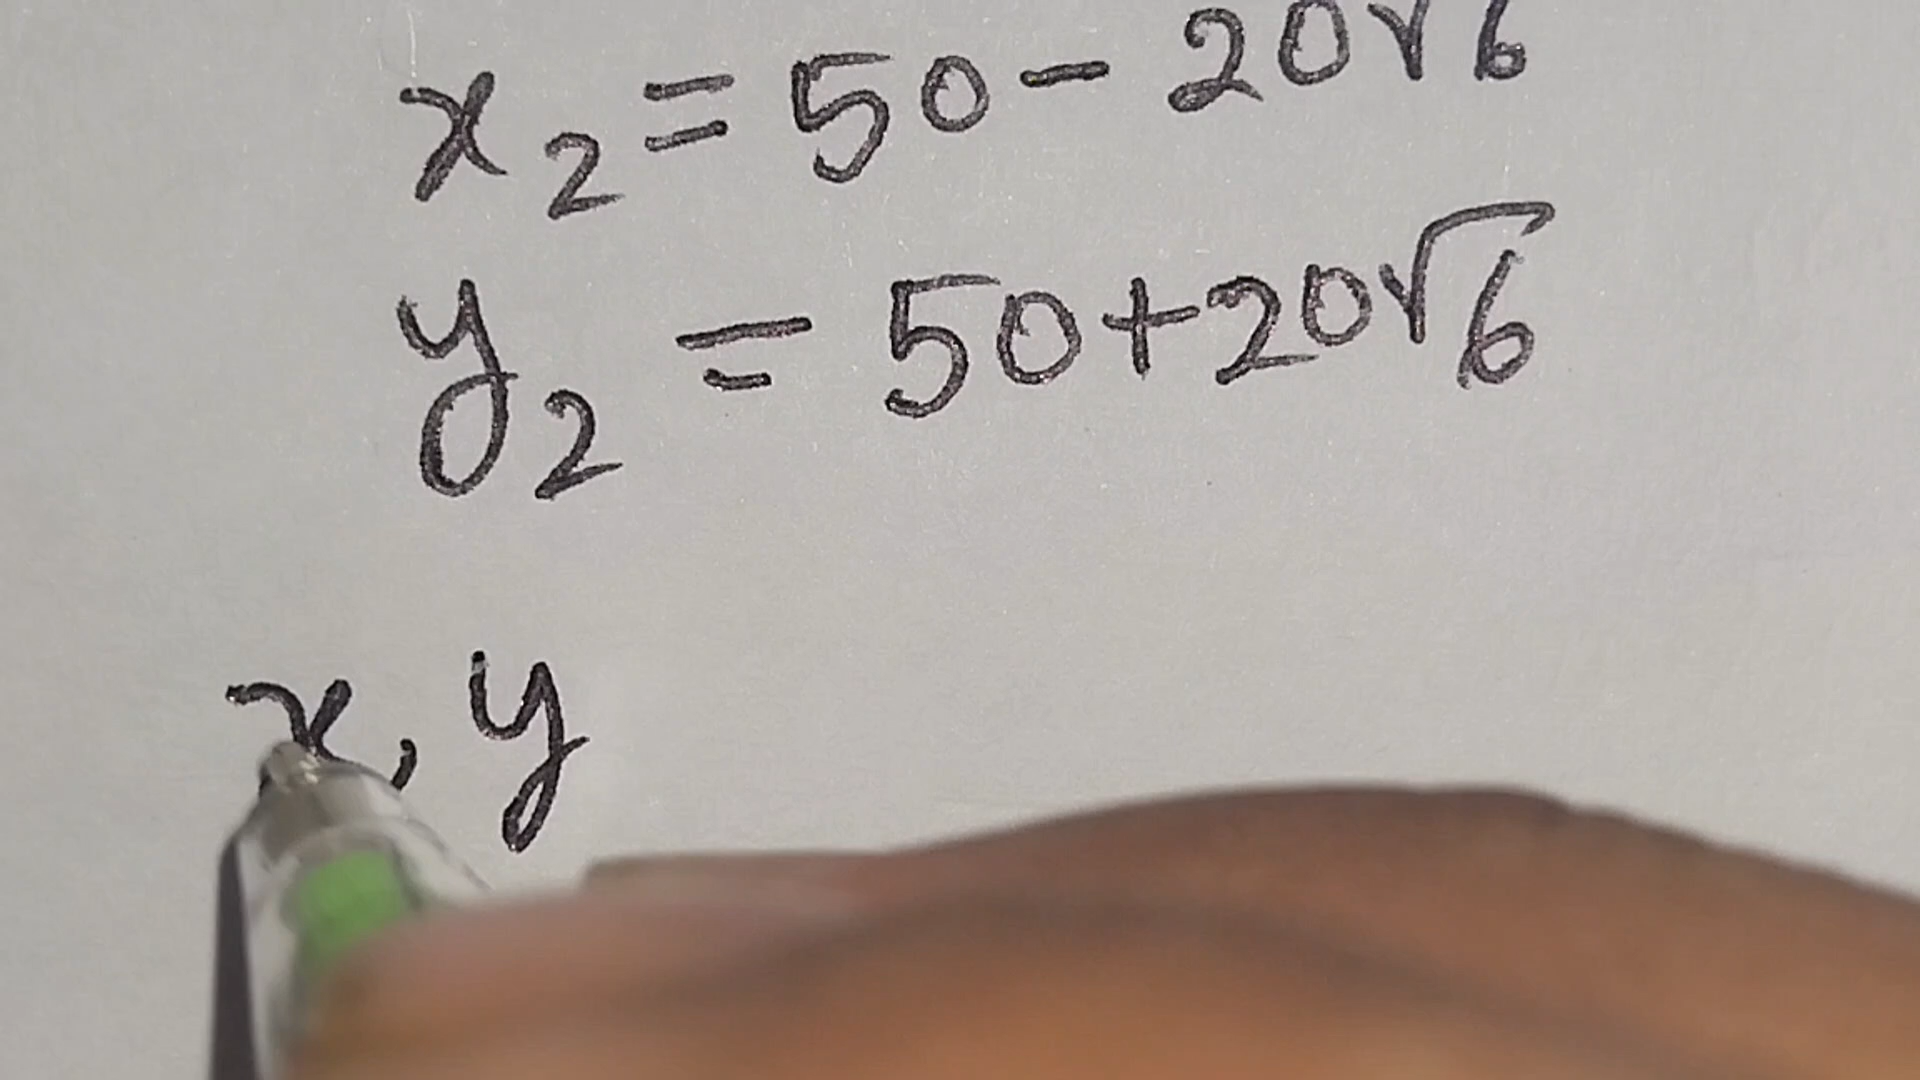 x₂ = 50 - 20√6
y₂ = 50+20√6
x, y